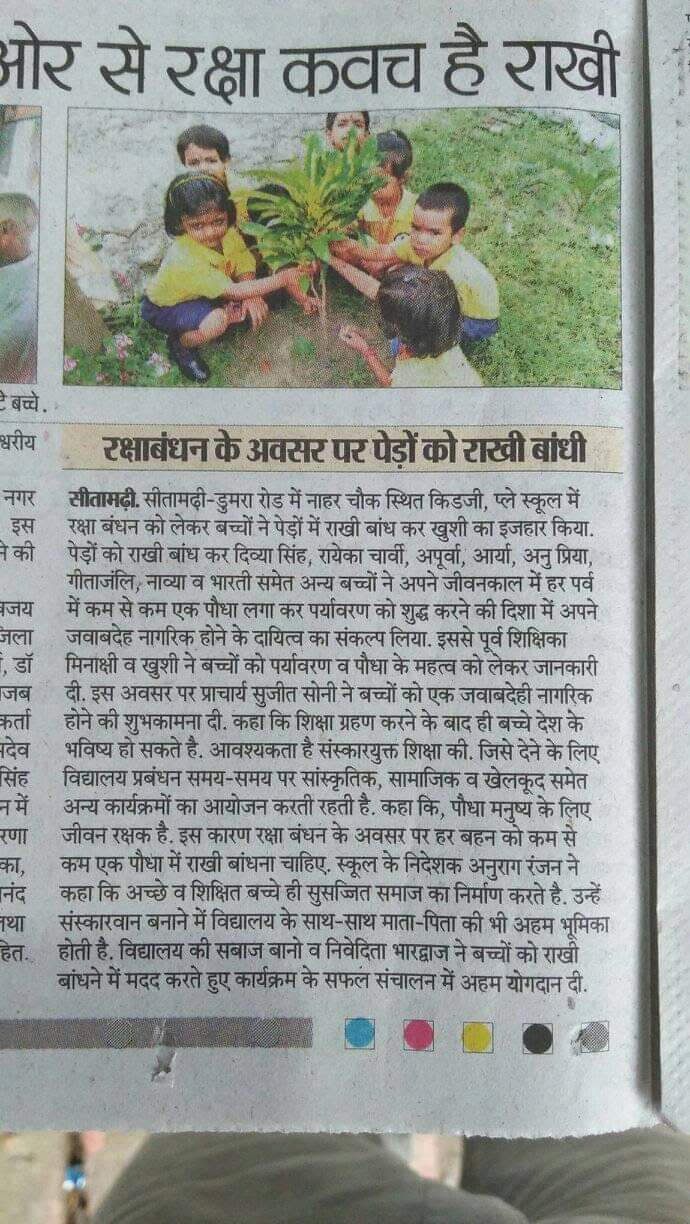 ओर से रक्षा कवच है राखी
बच्चे.
रक्षाबंधन के अवसर पर पेड़ों को राखी बांधी
सीतामढ़ी. सीतामढ़ी-डुमरा रोड में नाहर चौक स्थित किडजी, प्ले स्कूल में
रक्षा बंधन को लेकर बच्चों ने पेड़ों में राखी बांध कर खुशी का इजहार किया.
पेड़ों को राखी बांध कर दिव्या सिंह, रायेका चार्वी, अपूर्वा, आर्या, अनु प्रिया,
गीताजंलि, नाव्या व भारती समेत अन्य बच्चों ने अपने जीवनकाल में हर पर्व
में कम से कम एक पौधा लगा कर पर्यावरण को शुद्ध करने की दिशा में अपने
जवाबदेह नागरिक होने के दायित्व का संकल्प लिया. इससे पूर्व शिक्षिका
मिनाक्षी व खुशी ने बच्चों को पर्यावरण व पौधा के महत्व को लेकर जानकारी
दी. इस अवसर पर प्राचार्य सुजीत सोनी ने बच्चों को एक जवाबदेही नागरिक
होने की शुभकामना दी. कहा कि शिक्षा ग्रहण करने के बाद ही बच्चे देश के
भविष्य हो सकते है. आवश्यकता है संस्कारयुक्त शिक्षा की. जिसे देने के लिए
विद्यालय प्रबंधन समय-समय पर सांस्कृतिक, सामाजिक व खेलकूद समेत
अन्य कार्यक्रमों का आयोजन करती रहती है. कहा कि, पौधा मनुष्य के लिए
जीवन रक्षक है. इस कारण रक्षा बंधन के अवसर पर हर बहन को कम से
कम एक पौधा में राखी बांधना चाहिए. स्कूल के निदेशक अनुराग रंजन ने
कहा कि अच्छे व शिक्षित बच्चे ही सुसज्जित समाज का निर्माण करते है. उन्हें
संस्कारवान बनाने में विद्यालय के साथ-साथ माता-पिता की भी अहम भूमिका
होती है. विद्यालय की सबाज बानो व निवेदिता भारद्वाज ने बच्चों को राखी
बांधने में मदद करते हुए कार्यक्रम के सफल संचालन में अहम योगदान दी.
नगर
इस
ने की
जिला
डॉ
सिंह
में
तथा